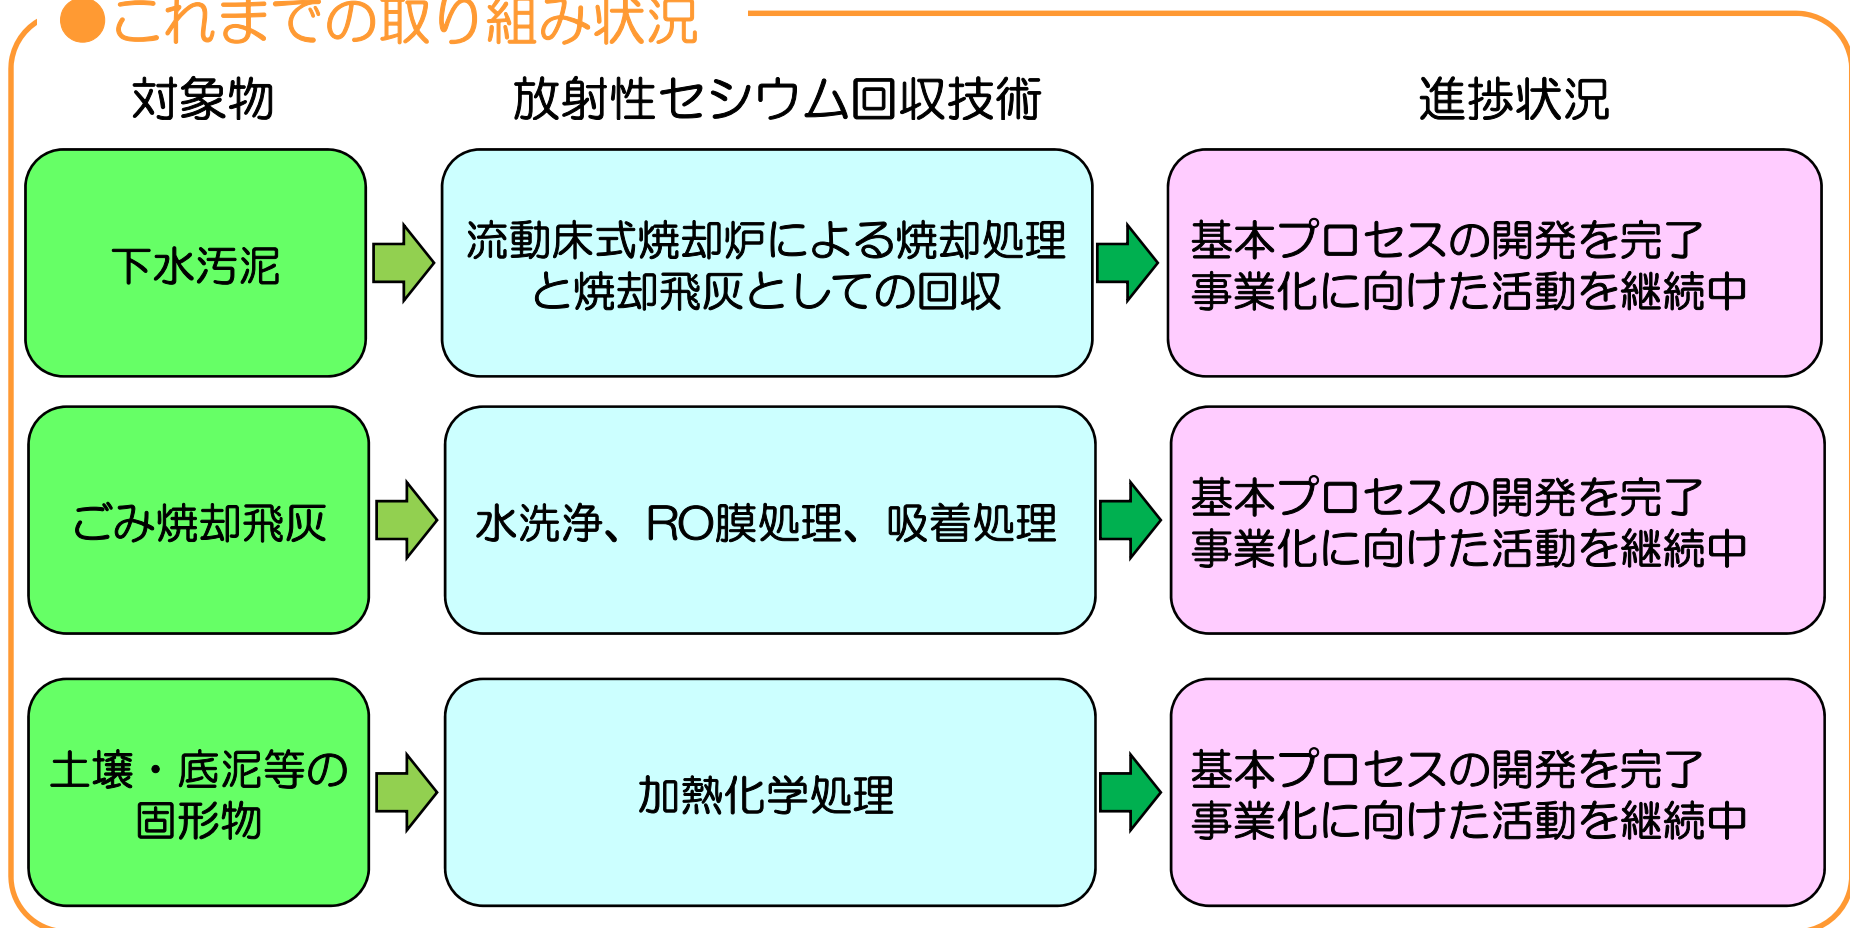 ●これまでの取り組み状況
対象物
放射性セシウム回収技術
進捗状況
下水汚泥
流動床式焼却炉による焼却処理
と焼却飛灰としての回収
基本プロセスの開発を完了
事業化に向けた活動を継続中
ごみ焼却飛灰
水洗浄、RO膜処理、吸着処理
基本プロセスの開発を完了
事業化に向けた活動を継続中
土壌・底泥等の
固形物
加熱化学処理
基本プロセスの開発を完了
事業化に向けた活動を継続中